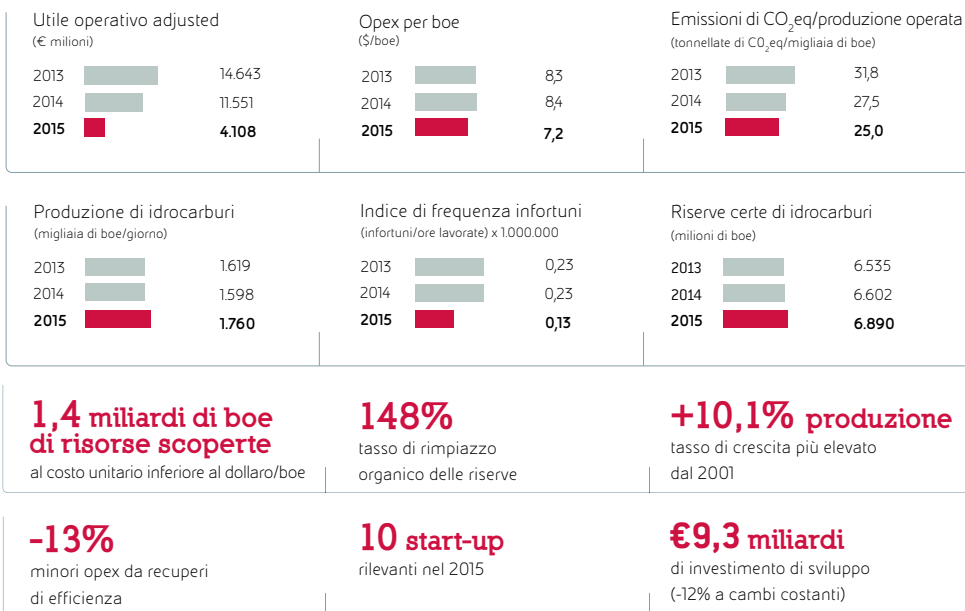 Utile operativo adjusted
(€ milioni)
2013 14.643
2014 11.551
2015 4.108
Opex per boe
($/boe)
2013 8,3
2014 8,4
2015 7,2
Emissioni di CO₂eq/produzione operata
(tonnellate di CO₂eq/migliaia di boe)
2013 31,8
2014 27,5
2015 25,0
Produzione di idrocarburi
(migliaia di boe/giorno)
2013 1.619
2014 1.598
2015 1.760
Indice di frequenza infortuni
(infortuni/ore lavorate) x 1.000.000
2013 0,23
2014 0,23
2015 0,13
Riserve certe di idrocarburi
(milioni di boe)
2013 6.535
2014 6.602
2015 6.890
1,4 miliardi di boe
di risorse scoperte
al costo unitario inferiore al dollaro/boe
148%
tasso di rimpiazzo
organico delle riserve
+10,1% produzione
tasso di crescita più elevato
dal 2001
-13%
minori opex da recuperi
di efficienza
10 start-up
rilevanti nel 2015
€9,3 miliardi
di investimento di sviluppo
(-12% a cambi costanti)